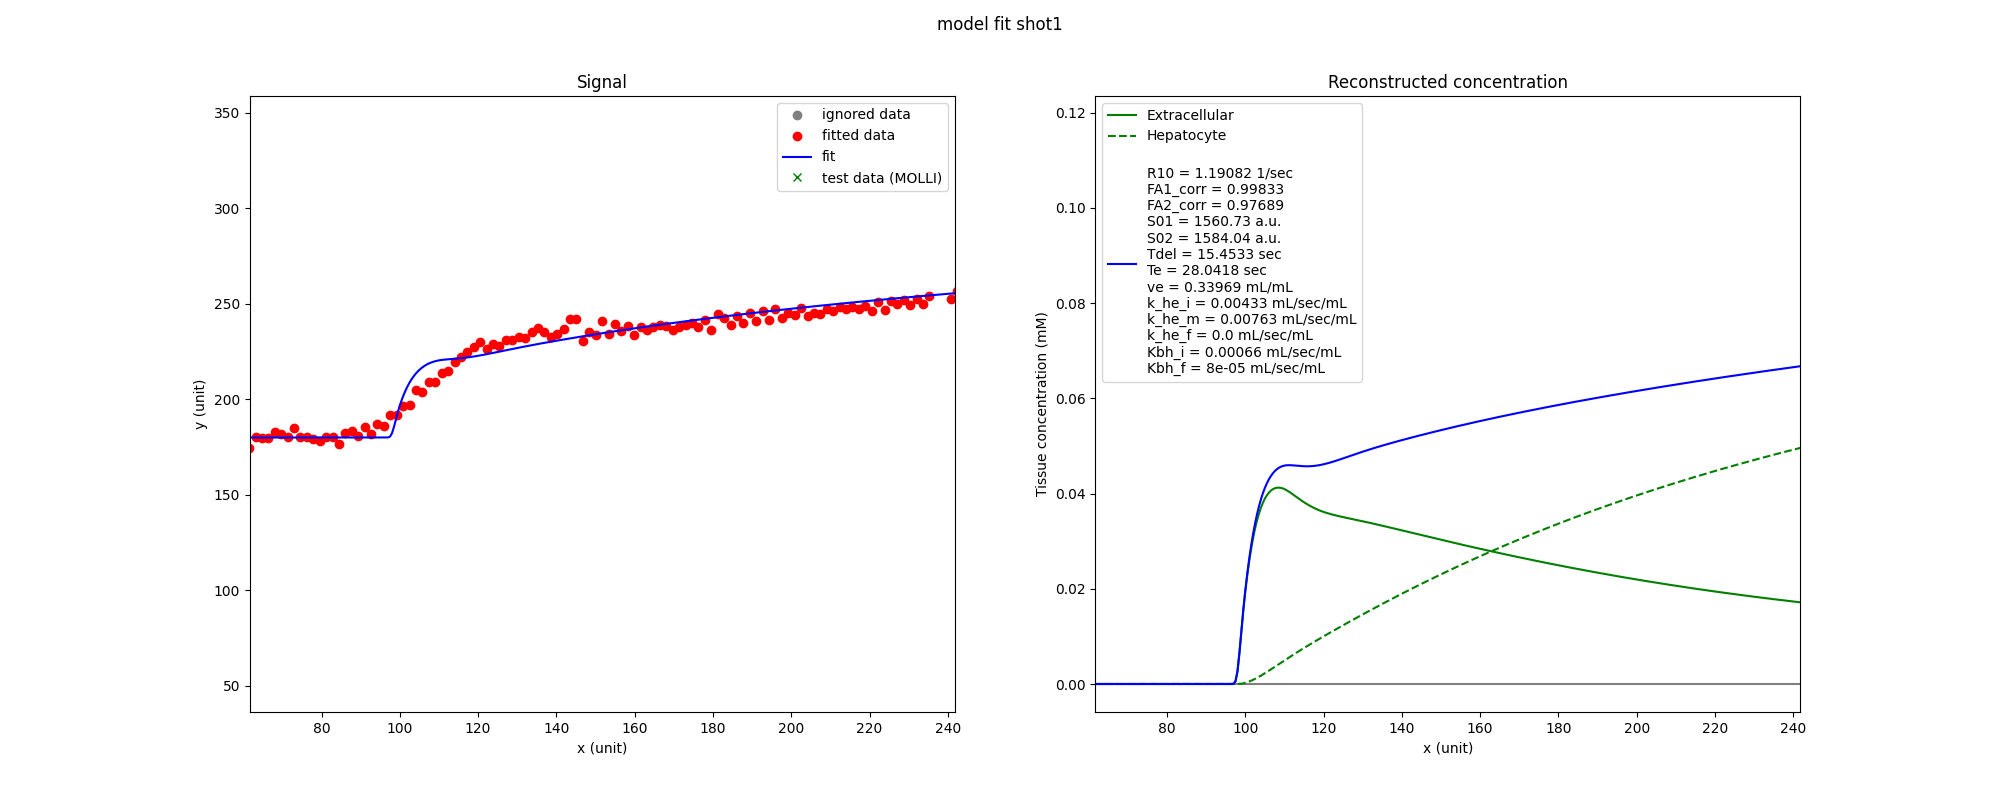 model fit shot1
Signal
350
300
250
200
150
100
50
y (unit)
80 100 120 140 160 180 200 220 240
x (unit)
ignored data
fitted data
fit
test data (MOLLI)
Reconstructed concentration
0.12
0.10
0.08
0.06
0.04
0.02
0.00
Tissue concentration (mM)
80 100 120 140 160 180 200 220 240
x (unit)
Extracellular
Hepatocyte
R10 = 1.19082 1/sec
FA1_corr = 0.99833
FA2_corr = 0.97689
S01 = 1560.73 a.u.
S02 = 1584.04 a.u.
Tdel = 15.4533 sec
Te = 28.0418 sec
ve = 0.33969 mL/mL
k_he_i = 0.00433 mL/sec/mL
k_he_m = 0.00763 mL/sec/mL
k_he_f = 0.0 mL/sec/mL
Kbh_i = 0.00066 mL/sec/mL
Kbh_f = 8e-05 mL/sec/mL